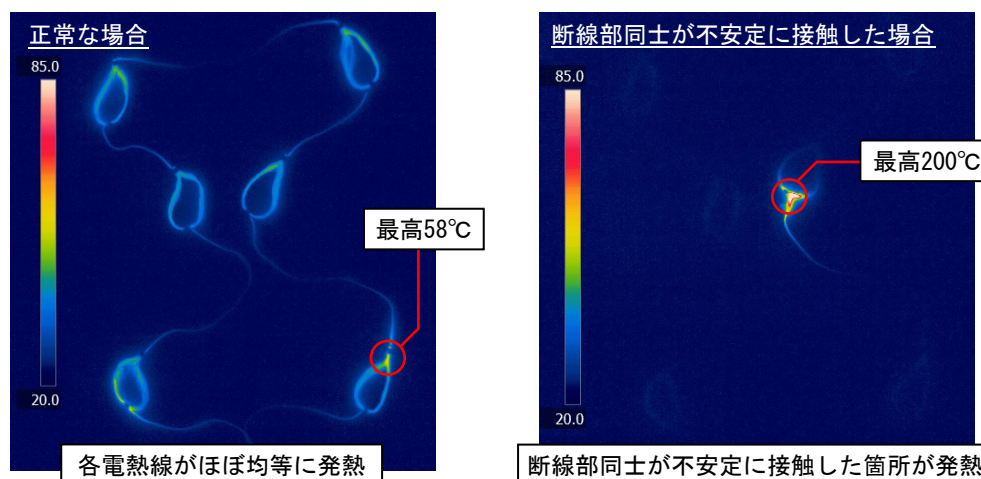 正常な場合
85.0
最高58℃
20.0
各電熱線がほぼ均等に発熱
断線部同士が不安定に接触した場合
85.0
最高200℃
20.0
断線部同士が不安定に接触した箇所が発熱